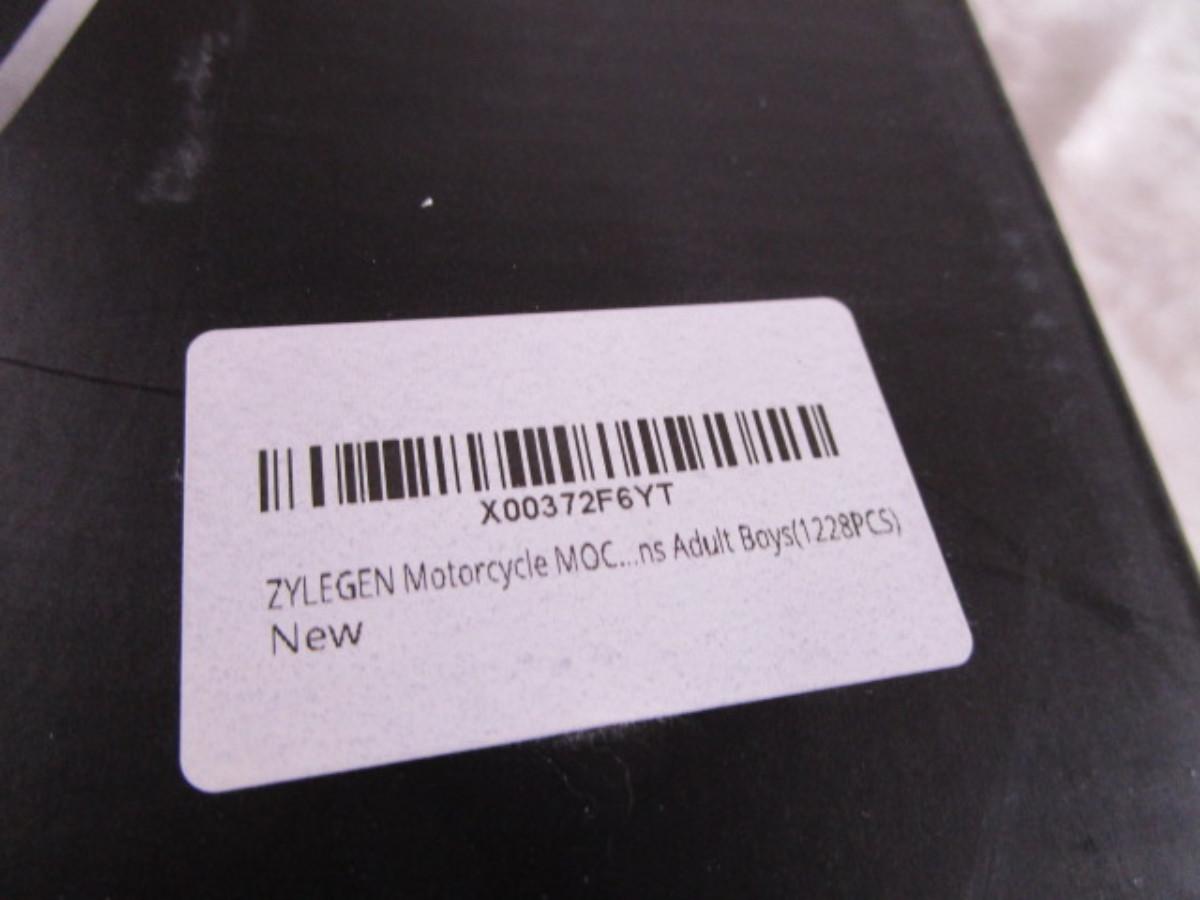 X00372F6YT
ZYLEGEN Motorcycle MOC...ns Adult Boys(1228PCS)
New